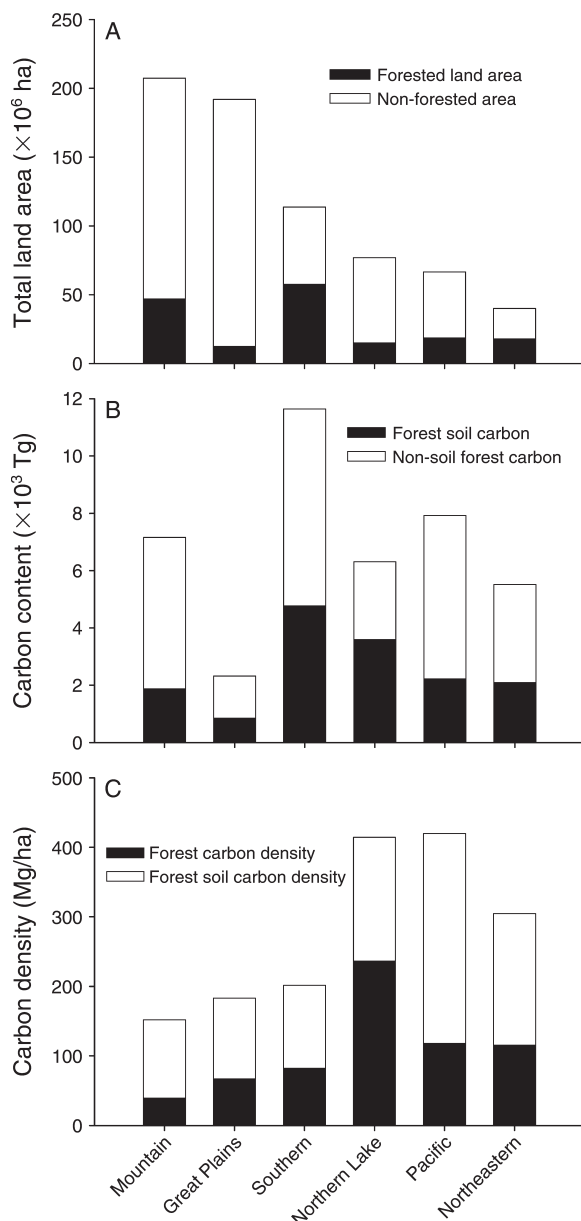 250
A
200
150
100
50
0
Total land area (×10⁶ ha)
Forested land area
Non-forested area
12
B
10
8
6
4
2
0
Carbon content (×10³ Tg)
Forest soil carbon
Non-soil forest carbon
500
C
400
300
200
100
0
Carbon density (Mg/ha)
Forest carbon density
Forest soil carbon density
Mountain
Great Plains
Southern
Northern Lake
Pacific
Northeastern